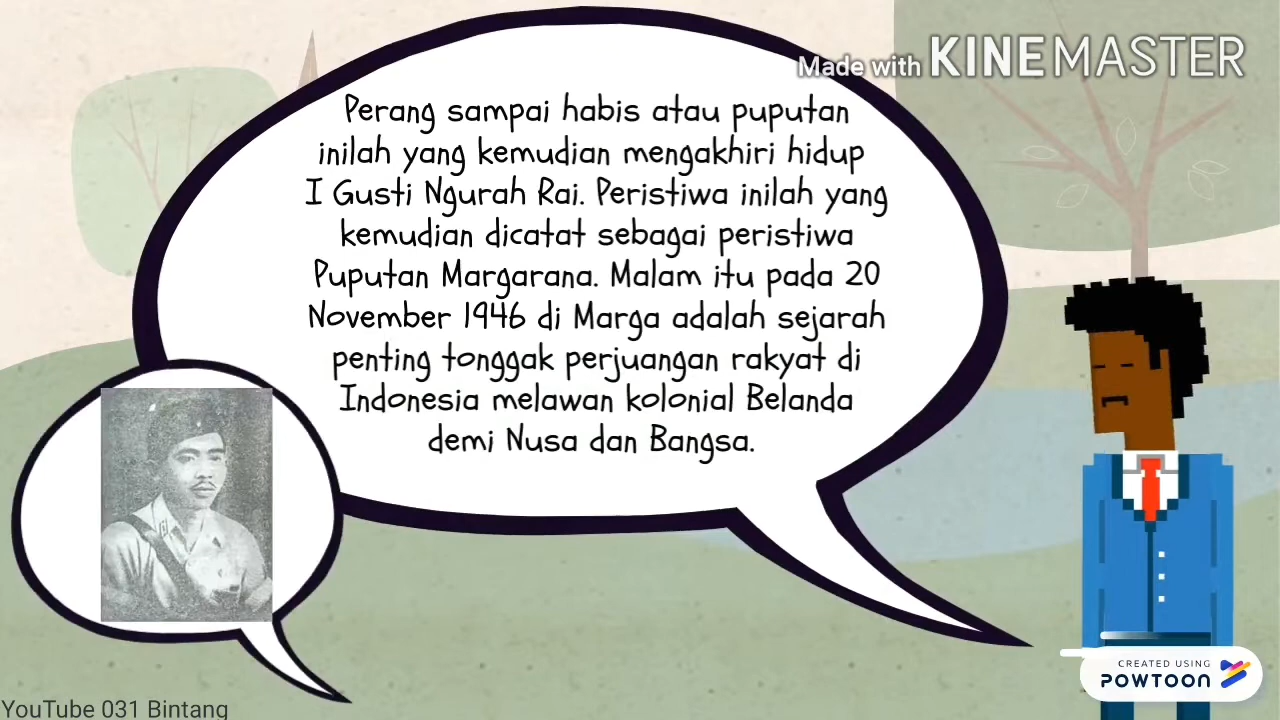 Made with KINEMASTER
Perang sampai habis atau puputan
inilah yang kemudian mengakhiri hidup
I Gusti Ngurah Rai. Peristiwa inilah yang
kemudian dicatat sebagai peristiwa
Puputan Margarana. Malam itu pada 20
November 1946 di Marga adalah sejarah
penting tonggak perjuangan rakyat di
Indonesia melawan kolonial Belanda
demi Nusa dan Bangsa.
CREATED USING
POWTOON
YouTube 031 Bintang